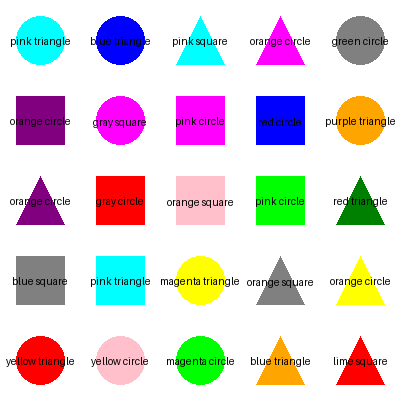 pink triangle blue triangle pink square orange circle green circle
orange circle gray square pink circle red circle purple triangle
orange circle gray circle orange square pink circle red triangle
blue square pink triangle magenta triangle orange square orange circle
yellow triangle yellow circle magenta circle blue triangle lime square